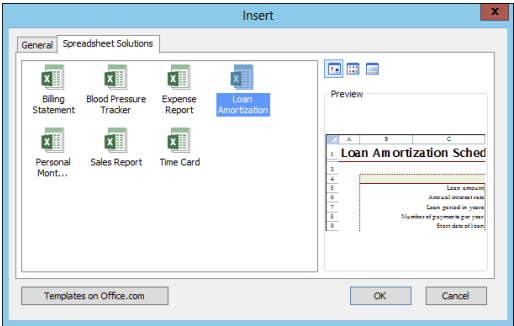 Insert
x
General
Spreadsheet Solutions
Billing
Statement
Blood Pressure
Tracker
Expense
Report
Loan
Amortization
Personal
Mont...
Sales Report
Time Card
Preview
A B C
1 Loan Amortization Sched
3
4
5 Loan amount
6 Annual interest rate
7 Loan period in years
8 Number of payments per year
9 Start date of loan
Templates on Office.com
OK
Cancel